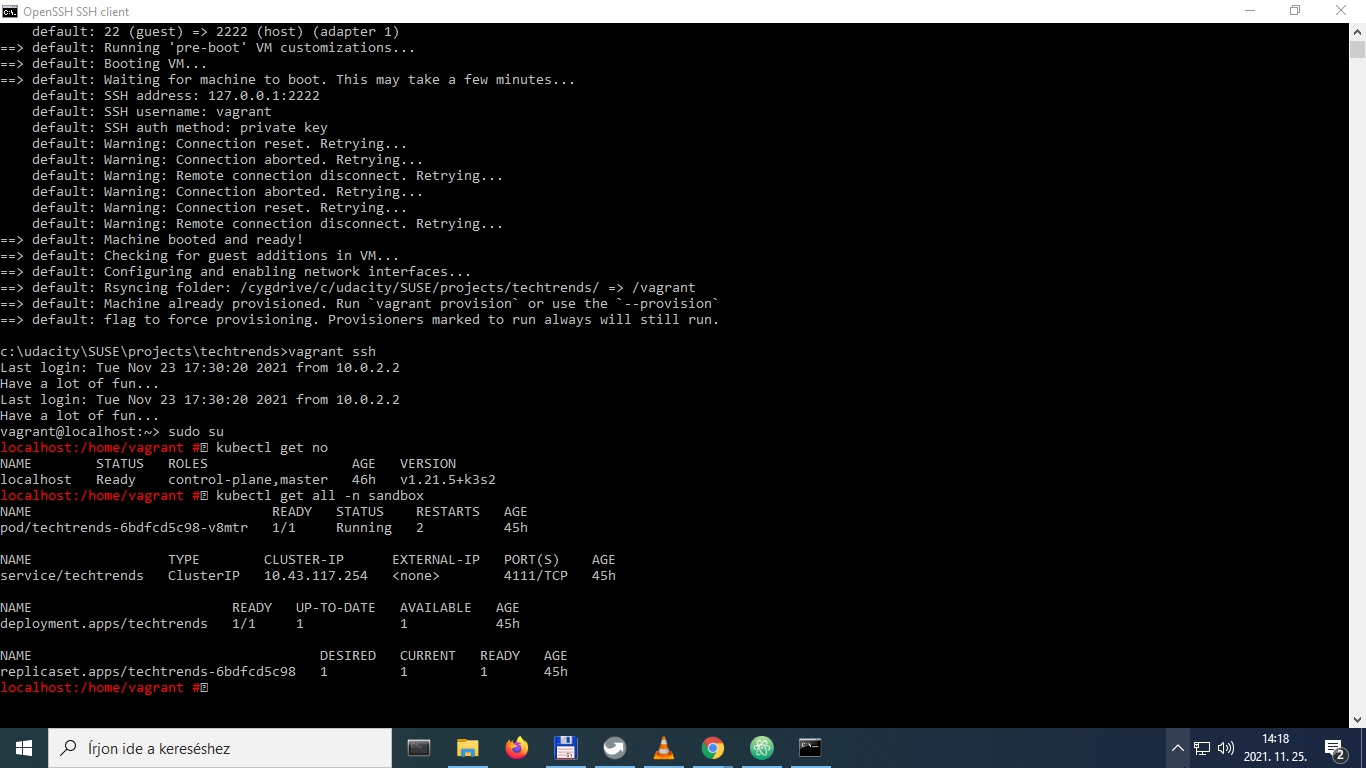 OpenSSH SSH client
    default: 22 (guest) => 2222 (host) (adapter 1)
==> default: Running 'pre-boot' VM customizations...
==> default: Booting VM...
==> default: Waiting for machine to boot. This may take a few minutes...
    default: SSH address: 127.0.0.1:2222
    default: SSH username: vagrant
    default: SSH auth method: private key
    default: Warning: Connection reset. Retrying...
    default: Warning: Connection aborted. Retrying...
    default: Warning: Remote connection disconnect. Retrying...
    default: Warning: Connection aborted. Retrying...
    default: Warning: Connection reset. Retrying...
    default: Warning: Remote connection disconnect. Retrying...
==> default: Machine booted and ready!
==> default: Checking for guest additions in VM...
==> default: Configuring and enabling network interfaces...
==> default: Rsyncing folder: /cygdrive/c/udacity/SUSE/projects/techtrends/ => /vagrant
==> default: Machine already provisioned. Run `vagrant provision` or use the `--provision`
==> default: flag to force provisioning. Provisioners marked to run always will still run.
c:\udacity\SUSE\projects\techtrends>vagrant ssh
Last login: Tue Nov 23 17:30:20 2021 from 10.0.2.2
Have a lot of fun...
Last login: Tue Nov 23 17:30:20 2021 from 10.0.2.2
Have a lot of fun...
vagrant@localhost:~> sudo su
localhost:/home/vagrant # kubectl get no
NAME        STATUS   ROLES                  AGE   VERSION
localhost   Ready    control-plane,master   46h   v1.21.5+k3s2
localhost:/home/vagrant # kubectl get all -n sandbox
NAME                              READY   STATUS    RESTARTS   AGE
pod/techtrends-6bdfcd5c98-v8mtr   1/1     Running   2          45h
NAME                 TYPE        CLUSTER-IP      EXTERNAL-IP   PORT(S)    AGE
service/techtrends   ClusterIP   10.43.117.254   <none>        4111/TCP   45h
NAME                         READY   UP-TO-DATE   AVAILABLE   AGE
deployment.apps/techtrends   1/1     1            1           45h
NAME                                    DESIRED   CURRENT   READY   AGE
replicaset.apps/techtrends-6bdfcd5c98   1         1         1       45h
localhost:/home/vagrant #
Írjon ide a kereséshez
14:18
2021. 11. 25.
2